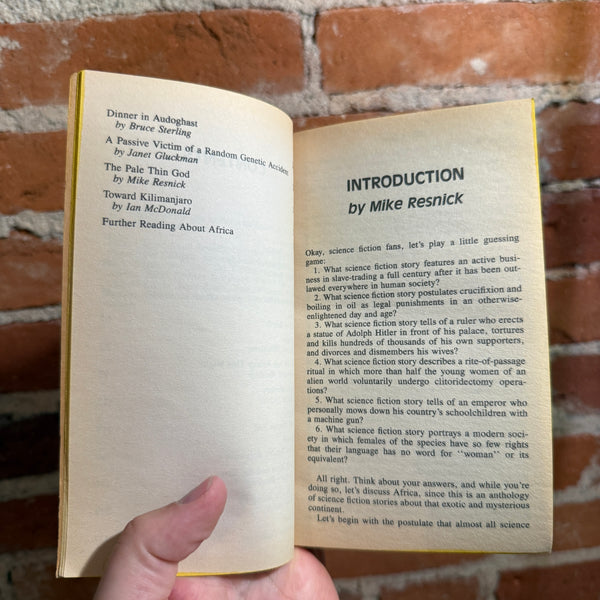 Dinner in Audoghast
by Bruce Sterling
A Passive Victim of a Random Genetic Accident
by Janet Gluckman
The Pale Thin God
by Mike Resnick
Toward Kilimanjaro
by Ian McDonald
Further Reading About Africa
INTRODUCTION
by Mike Resnick
Okay, science fiction fans, let's play a little guessing
game:
1. What science fiction story features an active busi-
ness in slave-trading a full century after it has been out-
lawed everywhere in human society?
2. What science fiction story postulates crucifixion and
boiling in oil as legal punishments in an otherwise-
enlightened day and age?
3. What science fiction story tells of a ruler who erects
a statue of Adolph Hitler in front of his palace, tortures
and kills hundreds of thousands of his own supporters,
and divorces and dismembers his wives?
4. What science fiction story describes a rite-of-passage
ritual in which more than half the young women of an
alien world voluntarily undergo clitoridectomy opera-
tions?
5. What science fiction story tells of an emperor who
personally mows down his country's schoolchildren with
a machine gun?
6. What science fiction story portrays a modern soci-
ety in which females of the species have so few rights
that their language has no word for "woman" or its
equivalent?
All right. Think about your answers, and while you're
doing so, let's discuss Africa, since this is an anthology
of science fiction stories about that exotic and mysterious
continent.
Let's begin with the postulate that almost all science